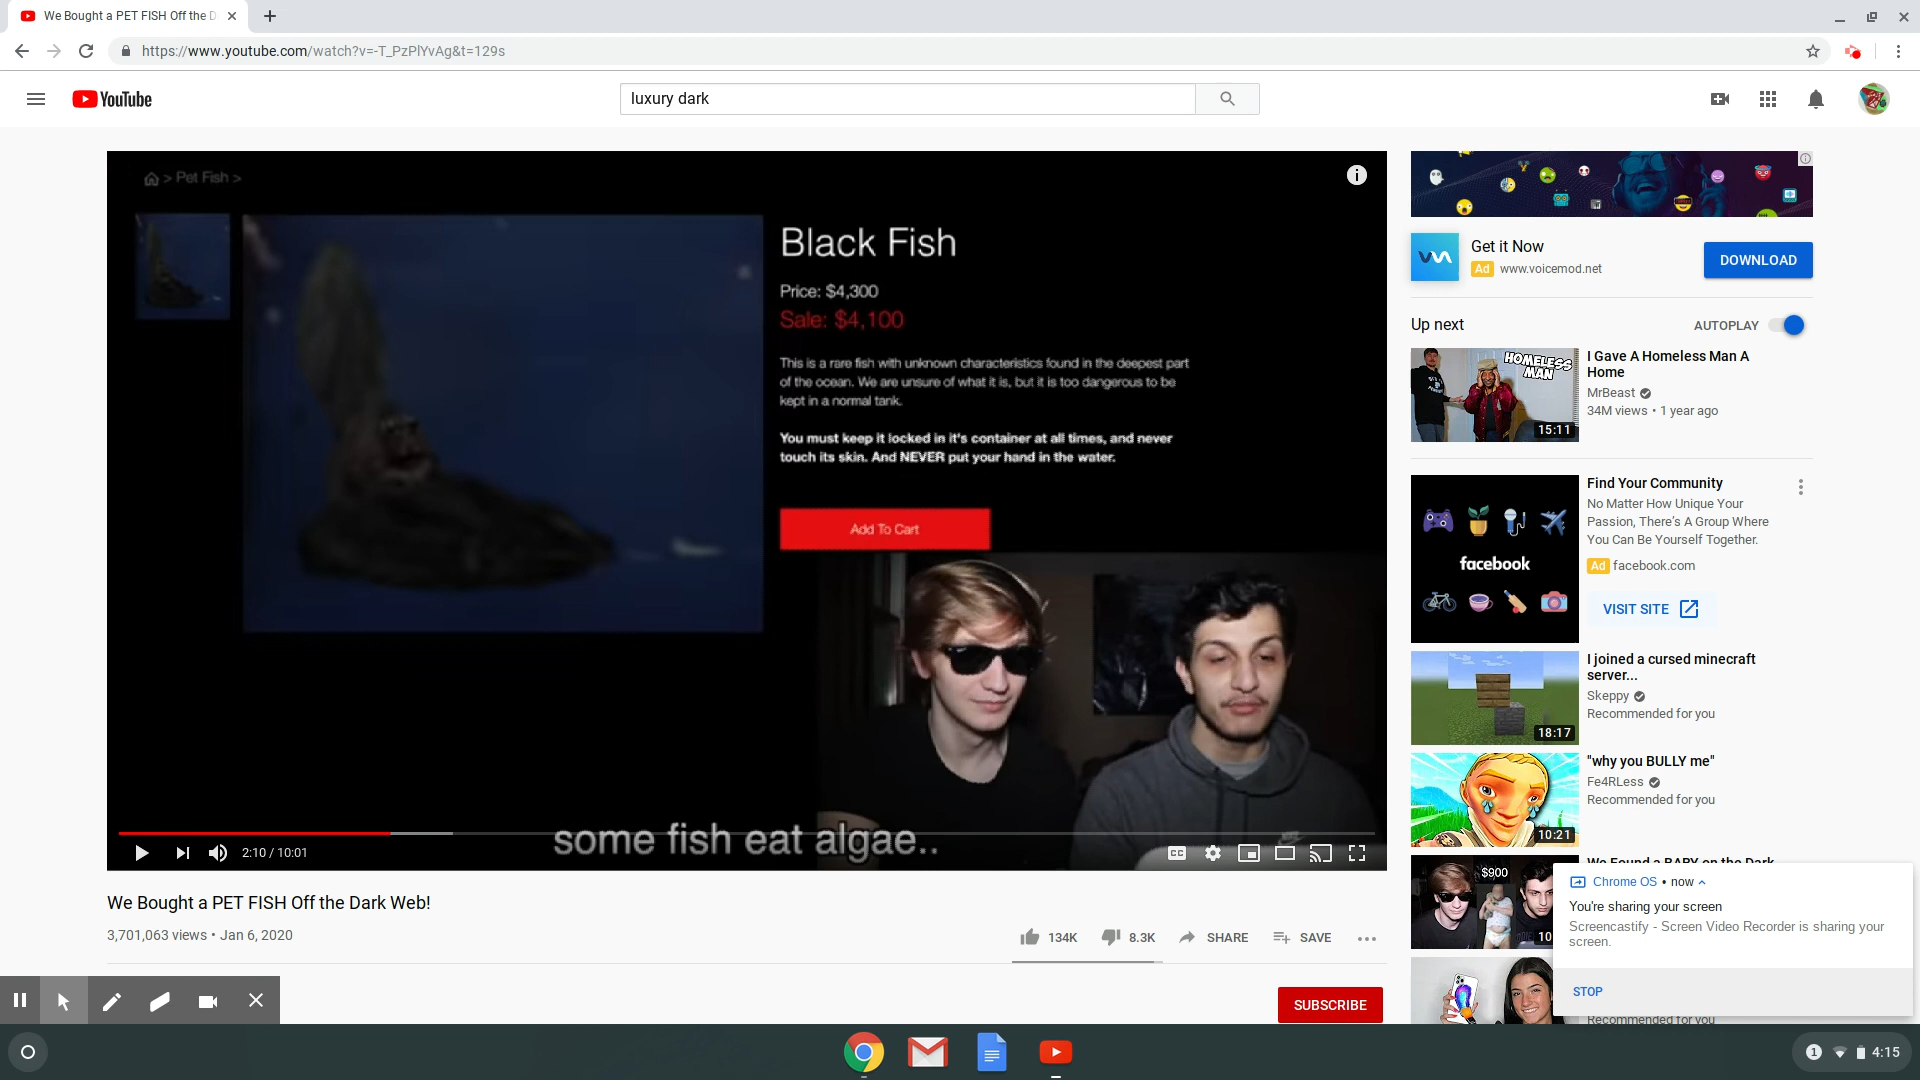 We Bought a PET FISH Off the D
https://www.youtube.com/watch?v=-T_PzPlYvAg&t=129s
YouTube
luxury dark
> Pet Fish >
Black Fish
Price: $4,300
Sale: $4,100
This is a rare fish with unknown characteristics found in the deepest part
of the ocean. We are unsure of what it is, but it is too dangerous to be
kept in a normal tank.
You must keep it locked in it's container at all times, and never
touch its skin. And NEVER put your hand in the water.
Add To Cart
some fish eat algae..
2:10 / 10:01
CC
We Bought a PET FISH Off the Dark Web!
3,701,063 views • Jan 6, 2020
134K
8.3K
SHARE
SAVE
SUBSCRIBE
Get it Now
Ad www.voicemod.net
DOWNLOAD
Up next
AUTOPLAY
HOMELESS
MAN
15:11
I Gave A Homeless Man A
Home
MrBeast
34M views • 1 year ago
facebook
Find Your Community
No Matter How Unique Your
Passion, There's A Group Where
You Can Be Yourself Together.
Ad facebook.com
VISIT SITE
18:17
I joined a cursed minecraft
server...
Skeppy
Recommended for you
10:21
"why you BULLY me"
Fe4RLess
Recommended for you
$900
10
We Found a BABY on the Dark
Chrome OS • now
You're sharing your screen
Screencastify - Screen Video Recorder is sharing your
screen.
STOP
Recommended for you
1
4:15